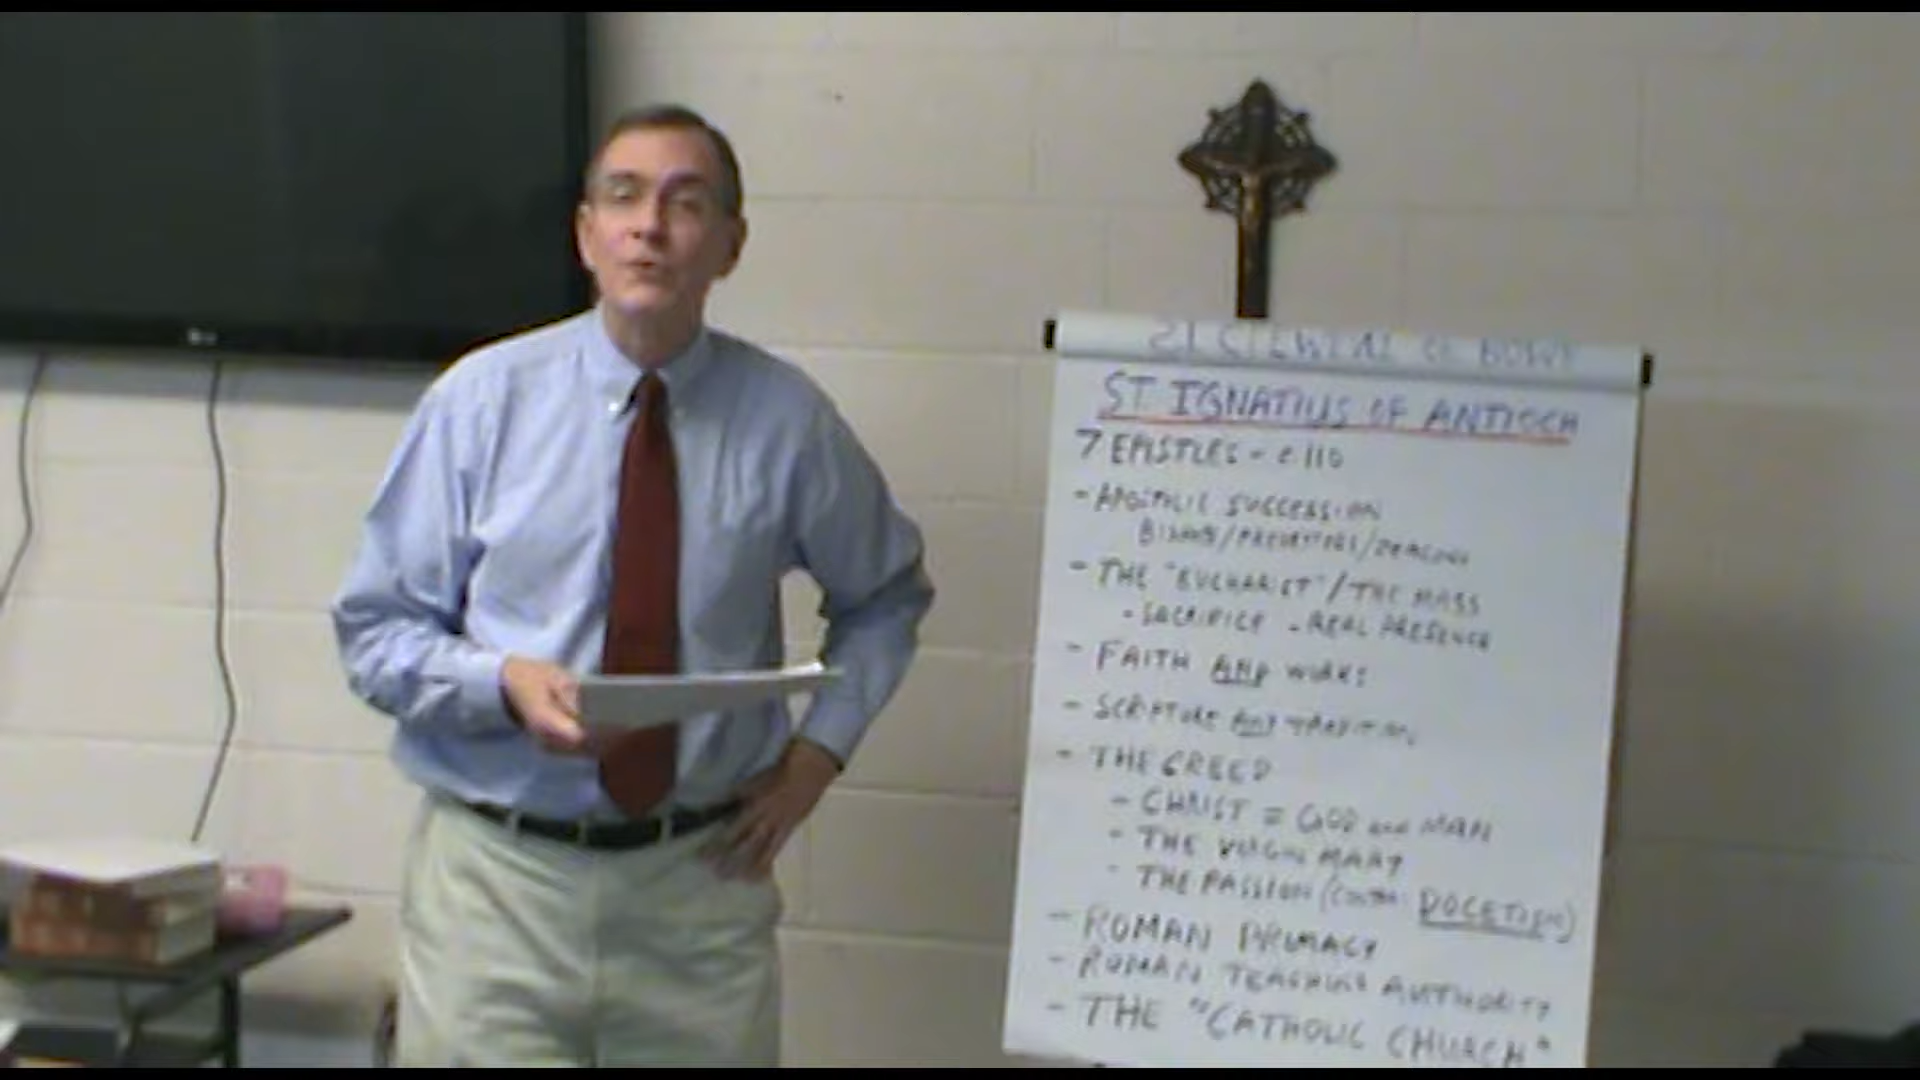 ST IGNATIUS OF ANTIOCH
7 EPISTLES - c 110
- APOSTOLIC SUCCESSION
BISHOPS/PRESBYTERS/DEACONS
- THE "EUCHARIST"/THE MASS
- SACRIFICE - REAL PRESENCE
- FAITH AND WORKS
- SCRIPTURE AND TRADITION
- THE CREED
- CHRIST = GOD and MAN
- THE VIRGIN MARY
- THE PASSION (CONTRA: DOCETISM)
- ROMAN PRIMACY
- ROMAN TEACHING AUTHORITY
- THE "CATHOLIC CHURCH"